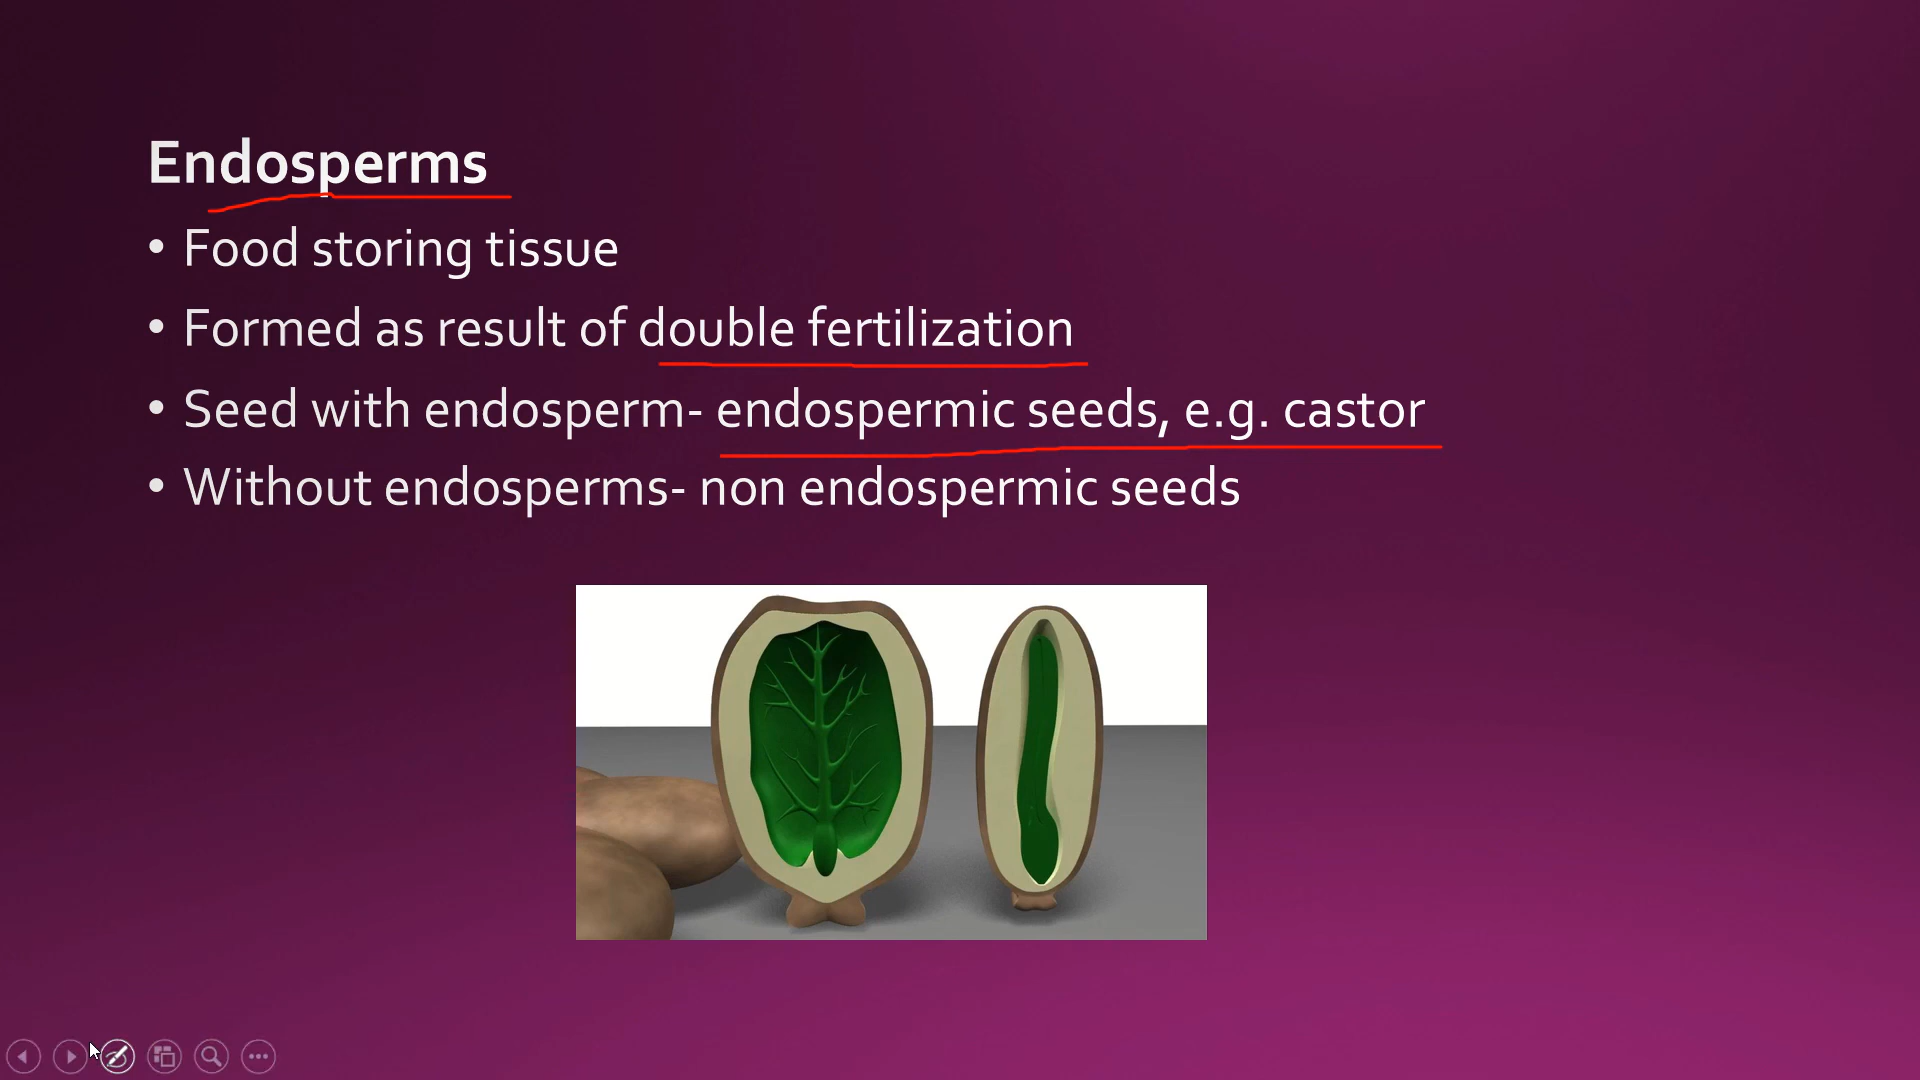 Endosperms
• Food storing tissue
• Formed as result of double fertilization
• Seed with endosperm- endospermic seeds, e.g. castor
• Without endosperms- non endospermic seeds